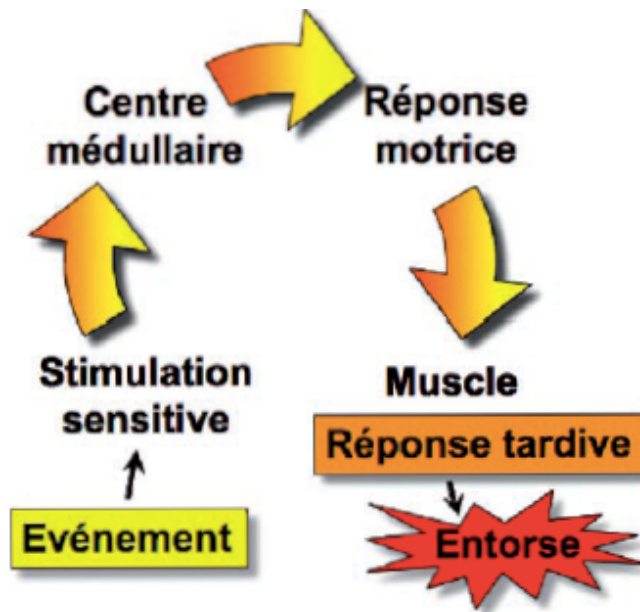 Centre
médullaire
Réponse
motrice
Stimulation
sensitive
Muscle
Réponse tardive
Evénement
Entorse